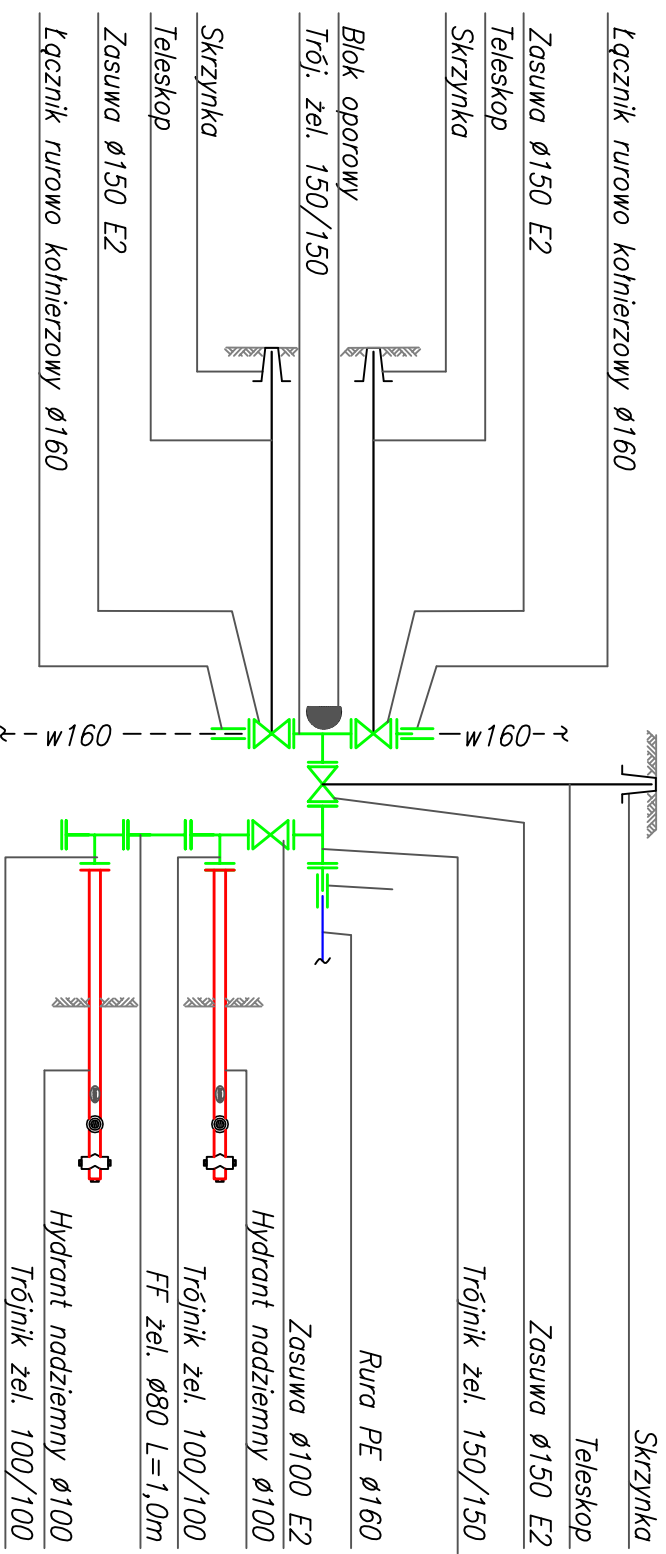 Łącznik rurowo kołnierzowy ø160
Zasuwa ø150 E2
Teleskop
Skrzynka
Blok oporowy
Trój. żel. 150/150
Skrzynka
Teleskop
Zasuwa ø150 E2
Łącznik rurowo kołnierzowy ø160
w160
w160
Skrzynka
Teleskop
Zasuwa ø150 E2
Trójnik żel. 150/150
Rura PE ø160
Zasuwa ø100 E2
Hydrant nadziemny ø100
Trójnik żel. 100/100
FF żel. ø80 L=1,0m
Hydrant nadziemny ø100
Trójnik żel. 100/100